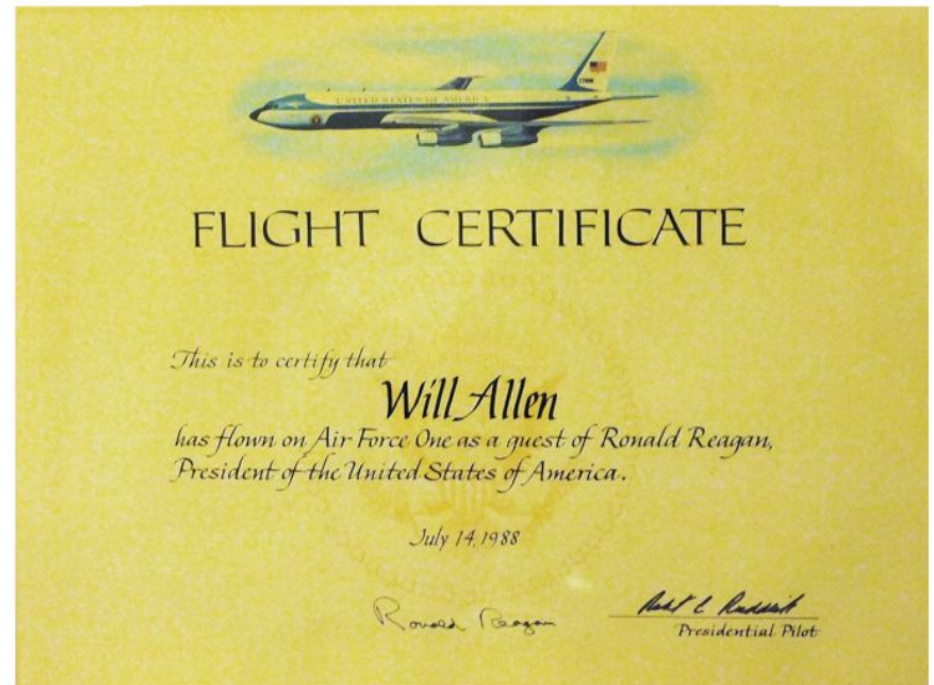 UNITED STATES OF AMERICA
FLIGHT CERTIFICATE
This is to certify that
Will Allen
has flown on Air Force One as a guest of Ronald Reagan,
President of the United States of America.
July 14, 1988
Ronald Reagan
Presidential Pilot